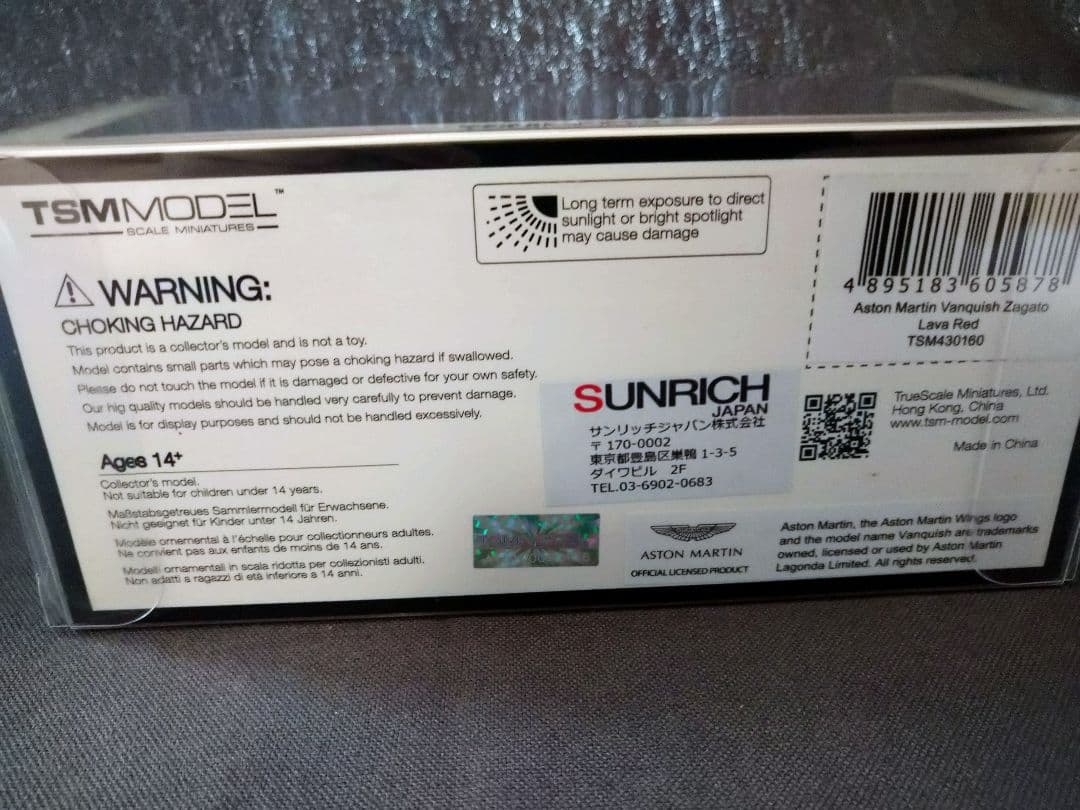 TSMMODEL™
SCALE MINIATURES
Long term exposure to direct
sunlight or bright spotlight
may cause damage
4 895183 605878
Aston Martin Vanquish Zagato
Lava Red
TSM430160
WARNING:
CHOKING HAZARD
This product is a collector's model and is not a toy.
Model contains small parts which may pose a choking hazard if swallowed.
Please do not touch the model if it is damaged or defective for your own safety.
Our hig quality models should be handled very carefully to prevent damage.
Model is for display purposes and should not be handled excessively.
Ages 14+
Collector's model.
Not suitable for children under 14 years.
Maßstabsgetreues Sammlermodell für Erwachsene.
Nicht geeignet für Kinder unter 14 Jahren.
Modèle ornemental à l'échelle pour collectionneurs adultes.
Ne convient pas aux enfants de moins de 14 ans.
Modelli ornamentali in scala ridotta per collezionisti adulti.
Non adatti a ragazzi di età inferiore a 14 anni.
SUNRICH
JAPAN
サンリッチジャパン株式会社
〒170-0002
東京都豊島区巣鴨 1-3-5
ダイワビル 2F
TEL.03-6902-0683
TrueScale Miniatures, Ltd.
Hong Kong, China
www.tsm-model.com
Made in China
ASTON MARTIN
OFFICIAL LICENSED PRODUCT
Aston Martin, the Aston Martin Wings logo
and the model name Vanquish are trademarks
owned, licensed or used by Aston Martin
Lagonda Limited. All rights reserved.